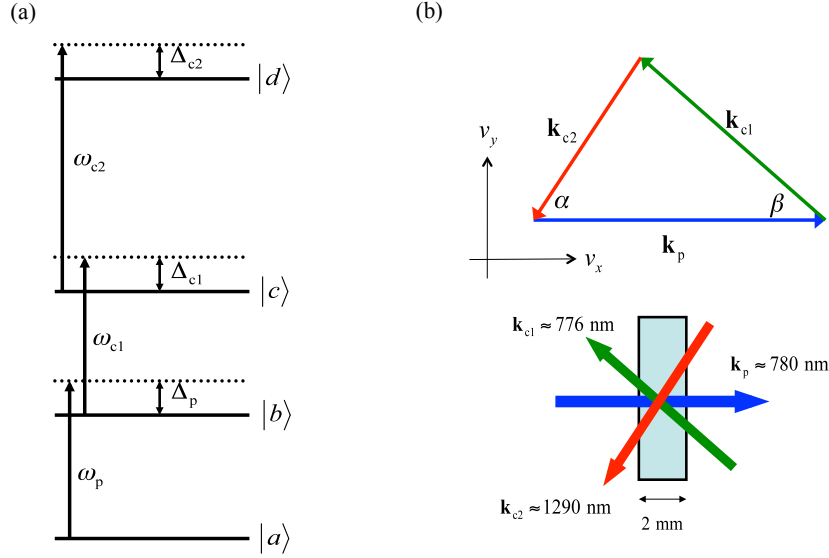 (a)
Δc2
|d⟩
ωc2
Δc1
|c⟩
ωc1
Δp
|b⟩
ωp
|a⟩
(b)
vy
vx
kc2
kc1
α
β
kp
kc1 ≈ 776 nm
kp ≈ 780 nm
kc2 ≈ 1290 nm
2 mm